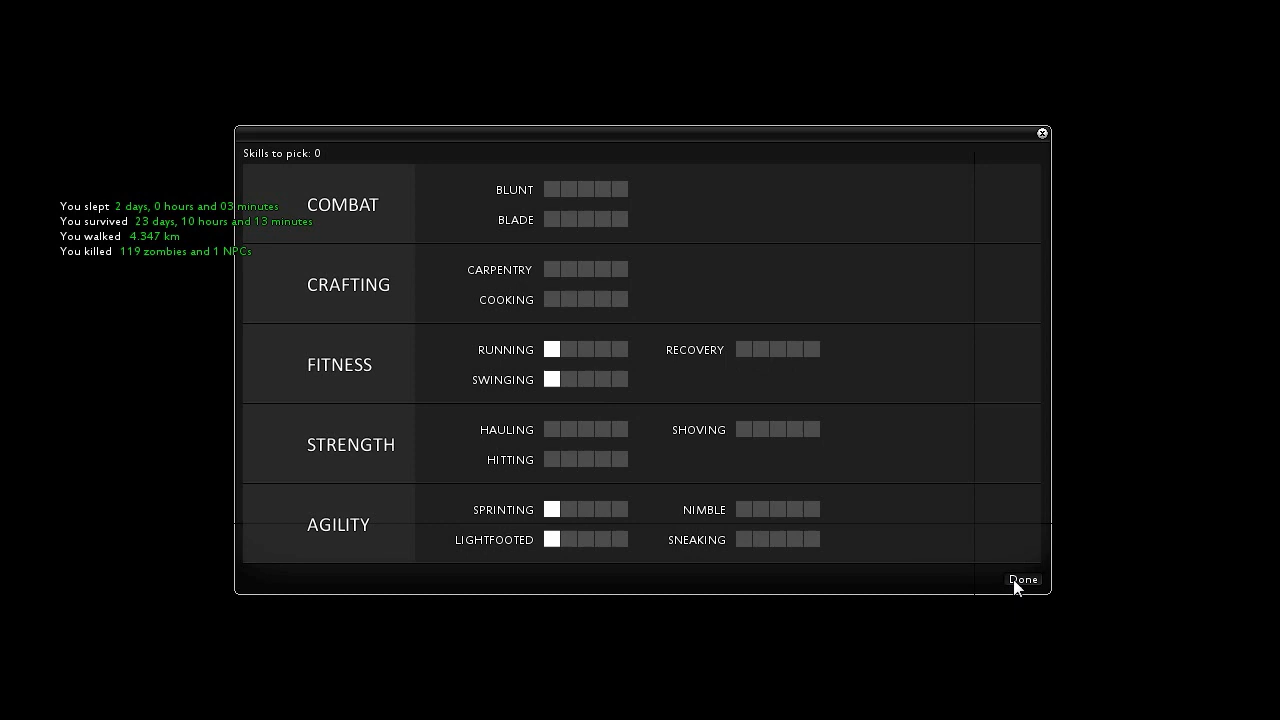 Skills to pick: 0
You slept 2 days, 0 hours and 03 minutes
You survived 23 days, 10 hours and 13 minutes
You walked 4.347 km
You killed 119 zombies and 1 NPCs
COMBAT
BLUNT
BLADE
CRAFTING
CARPENTRY
COOKING
FITNESS
RUNNING RECOVERY
SWINGING
STRENGTH
HAULING SHOVING
HITTING
AGILITY
SPRINTING NIMBLE
LIGHTFOOTED SNEAKING
Done